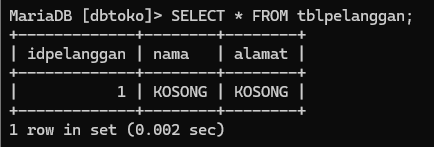 MariaDB [dbtoko]> SELECT * FROM tblpelanggan;
+-------------+--------+--------+
| idpelanggan | nama   | alamat |
+-------------+--------+--------+
|           1 | KOSONG | KOSONG |
+-------------+--------+--------+
1 row in set (0.002 sec)